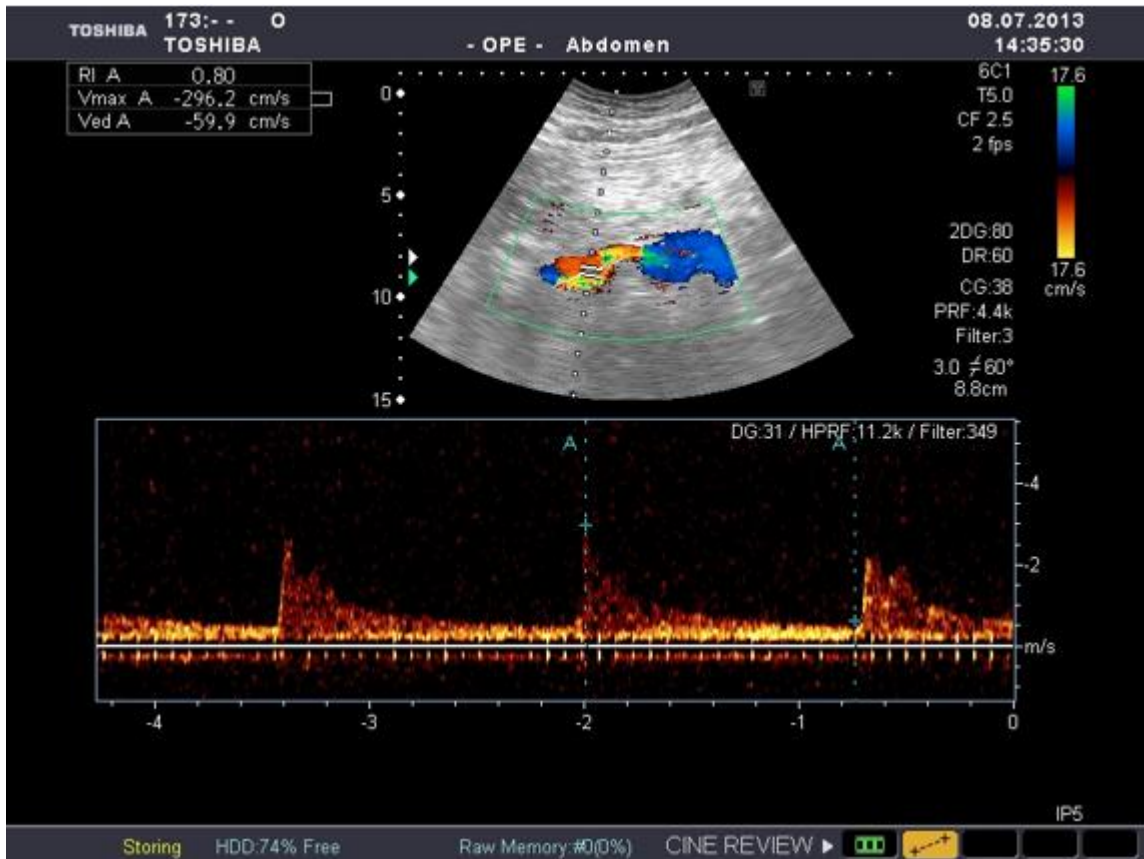 TOSHIBA 173:- - O 08.07.2013
TOSHIBA - OPE - Abdomen 14:35:30
RI A 0.80
Vmax A -296.2 cm/s
Ved A -59.9 cm/s
0
5
10
15
6C1
T5.0
CF 2.5
2 fps
2DG:80
DR:60
CG:38
PRF:4.4k
Filter:3
3.0 ≠60°
8.8cm
17.6
17.6
cm/s
DG:31 / HPRF:11.2k / Filter:349
A A
-4
-2
m/s
-4 -3 -2 -1 0
IP5
Storing HDD:74% Free Raw Memory:#0(0%) CINE REVIEW